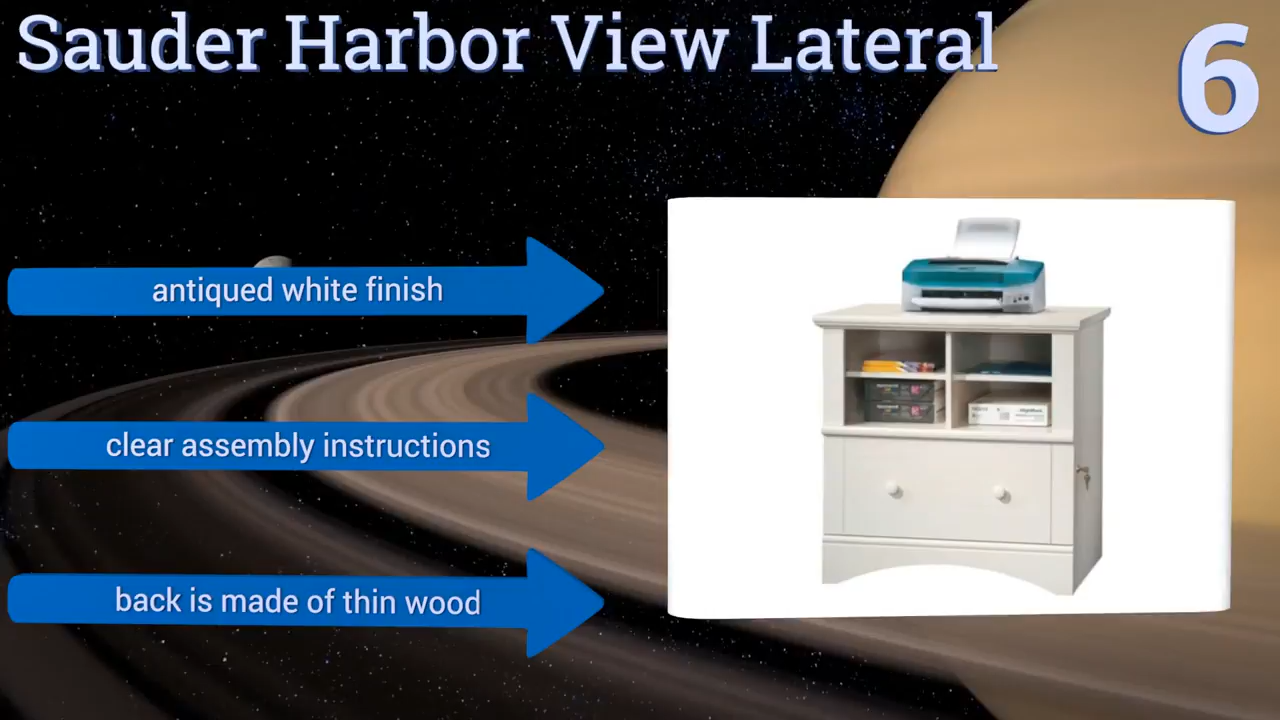 Sauder Harbor View Lateral
6
antiqued white finish
clear assembly instructions
back is made of thin wood